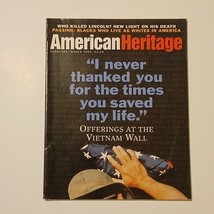 WHO KILLED LINCOLN? NEW LIGHT ON HIS DEATH
PASSING: BLACKS WHO LIVE AS WHITES IN AMERICA
American Heritage
“I never
thanked you
for the times
you saved
my life.”
OFFERINGS AT THE
VIETNAM WALL